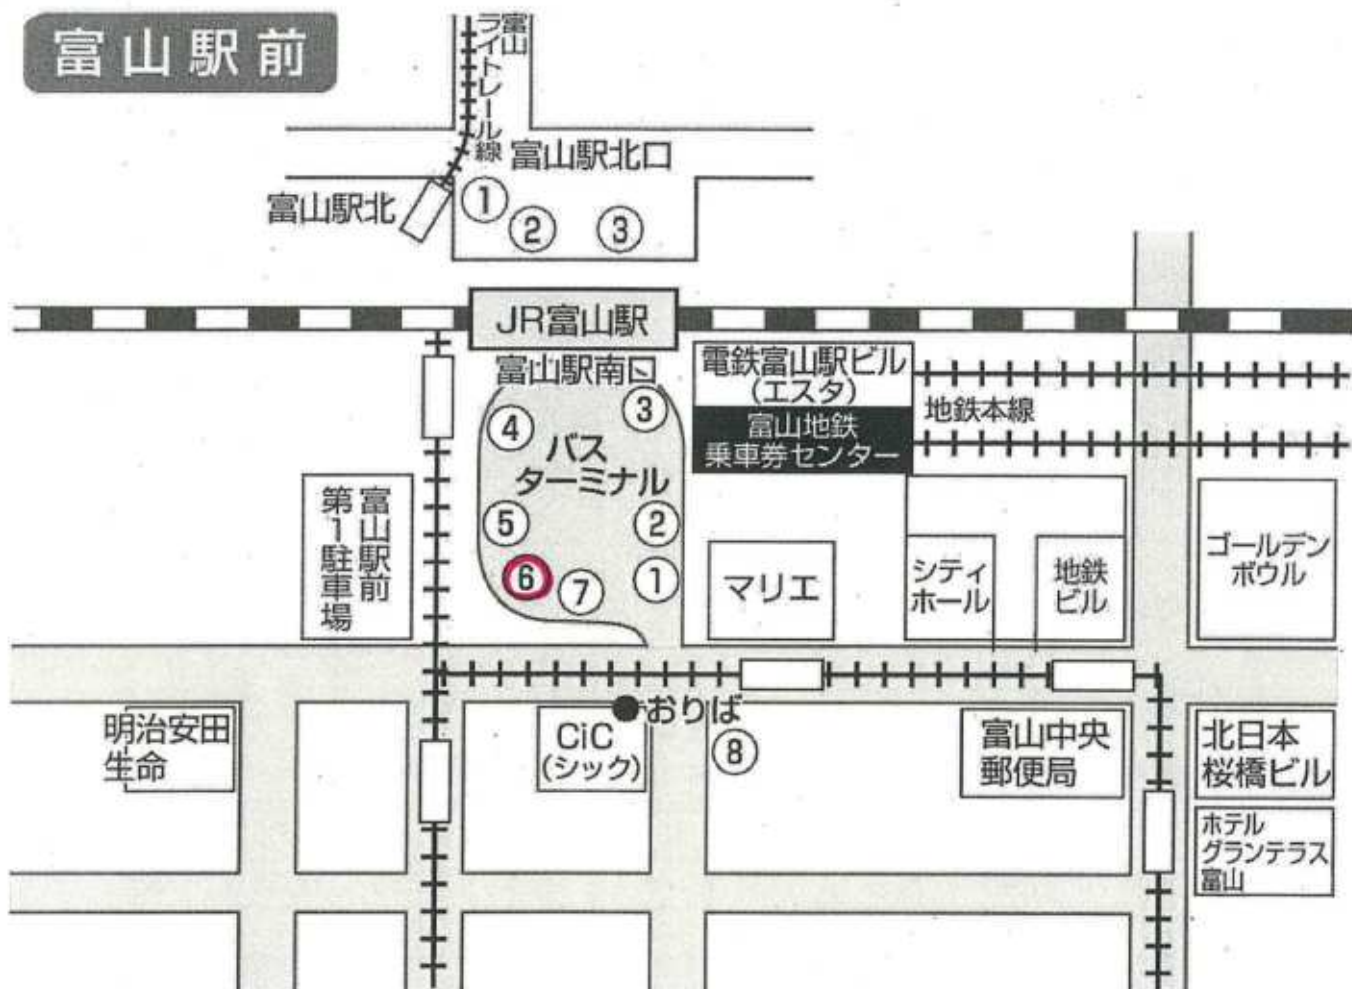 富山駅前
富山
ライトレール線
富山駅北口
富山駅北
①
②
③
JR富山駅
富山駅南口
③
④
バス
ターミナル
⑤
②
⑥
⑦
①
電鉄富山駅ビル
(エスタ)
富山地鉄
乗車券センター
地鉄本線
富山駅前
第1駐車場
マリエ
シティ
ホール
地鉄
ビル
ゴールデン
ボウル
おりば
⑧
明治安田
生命
CiC
(シック)
富山中央
郵便局
北日本
桜橋ビル
ホテル
グランテラス
富山